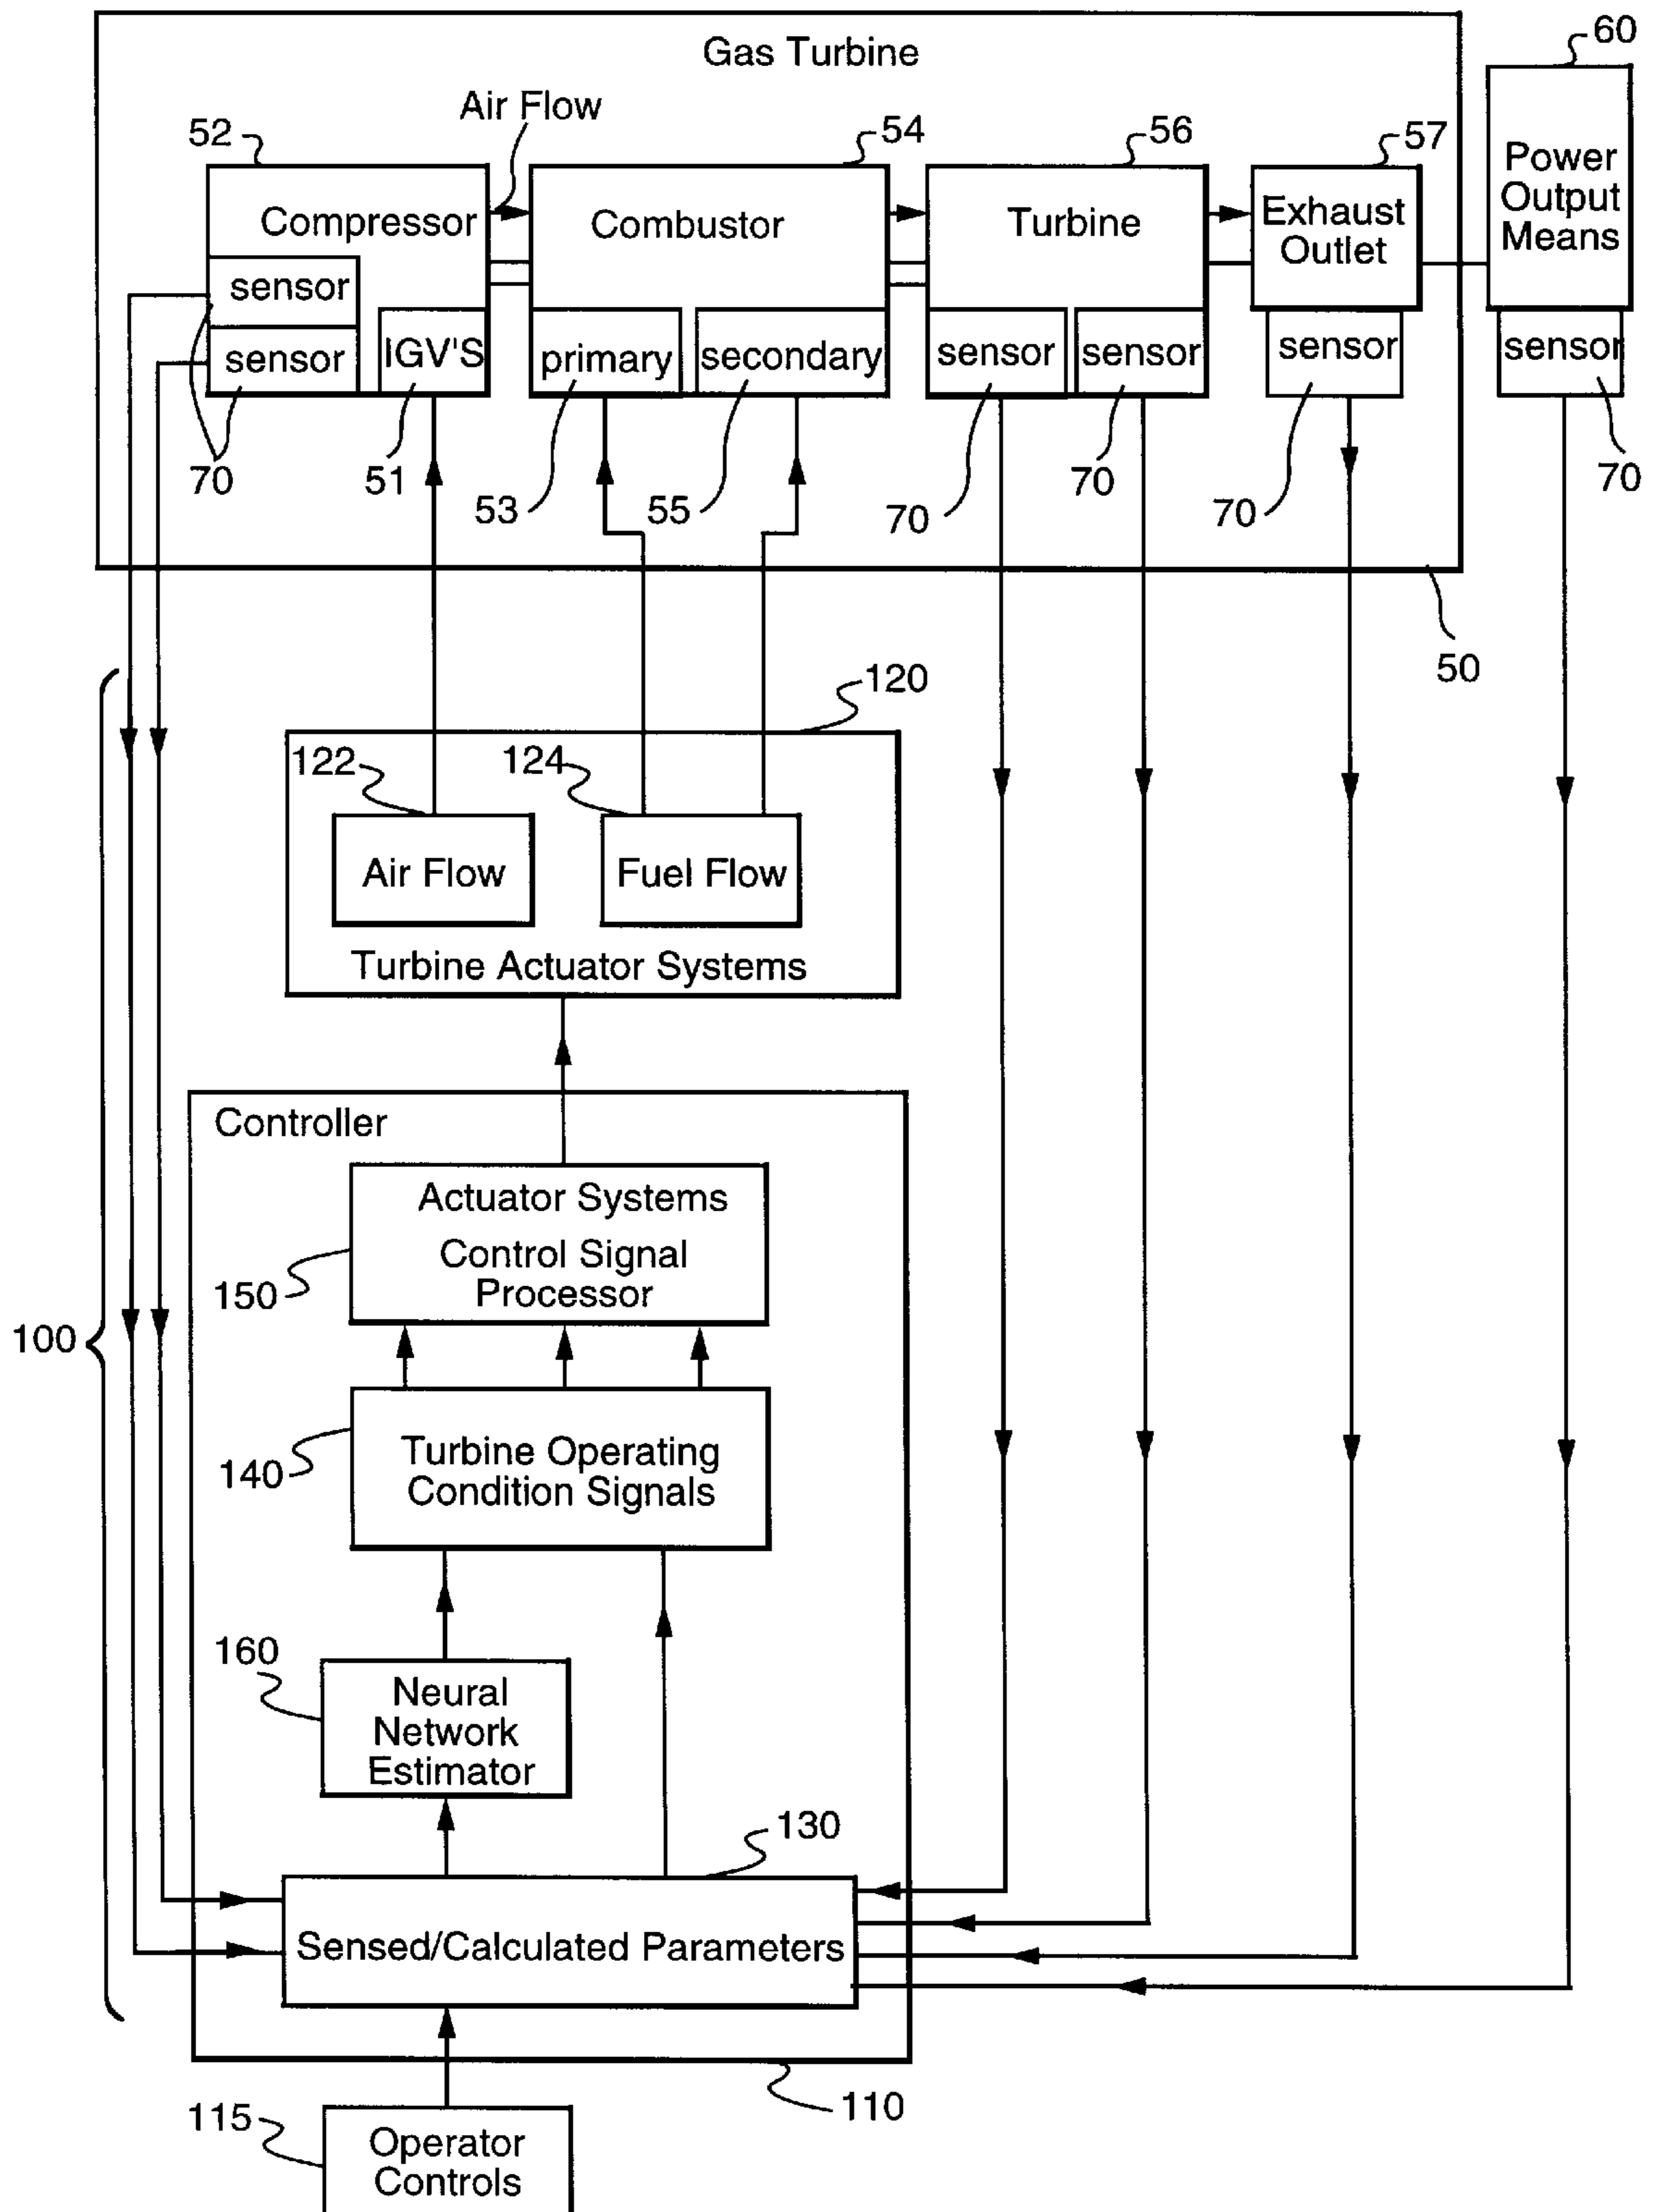 60
Gas Turbine
Air Flow
52
54
56
57
Power
Output
Means
Compressor
Combustor
Turbine
Exhaust
Outlet
sensor
sensor
IGV'S
primary
secondary
sensor
sensor
sensor
sensor
70
51
53
55
70
70
70
70
50
120
122
124
Air Flow
Fuel Flow
Turbine Actuator Systems
Controller
Actuator Systems
Control Signal
Processor
150
100
Turbine Operating
Condition Signals
140
160
Neural
Network
Estimator
130
Sensed/Calculated Parameters
110
115
Operator
Controls